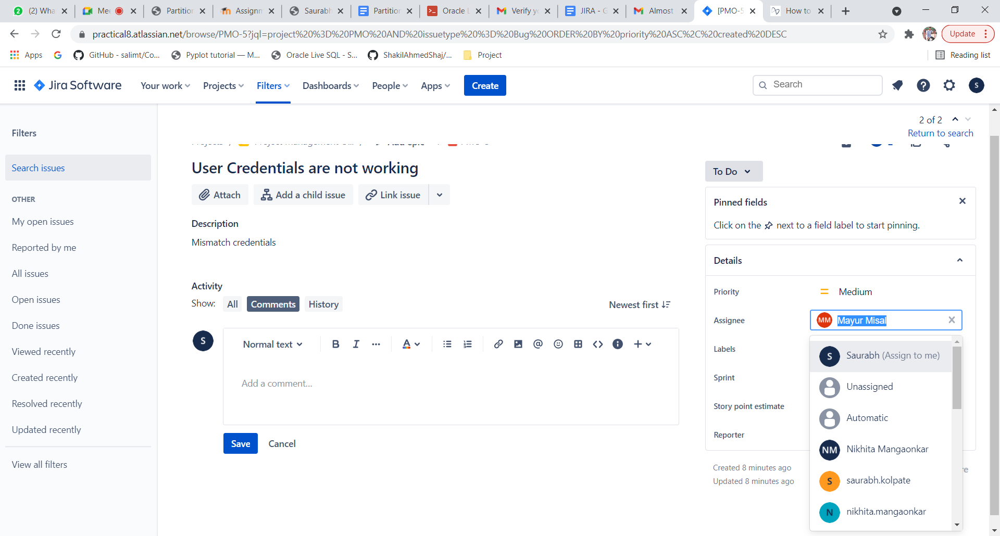 (2) Wha
Mee
Partition
Assignm
Saurabh
Partition
Oracle L
Verify yo
JIRA - G
Almost
[PMO-5
How to
practical8.atlassian.net/browse/PMO-5?jql=project%20%3D%20PMO%20AND%20issuetype%20%3D%20Bug%20ORDER%20BY%20priority%20ASC%2C%20created%20DESC
Update
Apps
GitHub - salimt/Co...
Pyplot tutorial — M...
Oracle Live SQL - S...
ShakilAhmedShaj/...
Project
Reading list
Jira Software
Your work
Projects
Filters
Dashboards
People
Apps
Create
Search
S
Filters
Search issues
OTHER
My open issues
Reported by me
All issues
Open issues
Done issues
Viewed recently
Created recently
Resolved recently
Updated recently
View all filters
2 of 2
Return to search
User Credentials are not working
Attach
Add a child issue
Link issue
Description
Mismatch credentials
Activity
Show:
All
Comments
History
Newest first
S
Normal text
B
I
A
Add a comment...
Save
Cancel
To Do
Pinned fields
Click on the next to a field label to start pinning.
Details
Priority
Medium
Assignee
MM Mayur Misal
Labels
Sprint
Story point estimate
Reporter
S Saurabh (Assign to me)
Unassigned
Automatic
NM Nikhita Mangaonkar
S saurabh.kolpate
N nikhita.mangaonkar
Created 8 minutes ago
Updated 8 minutes ago